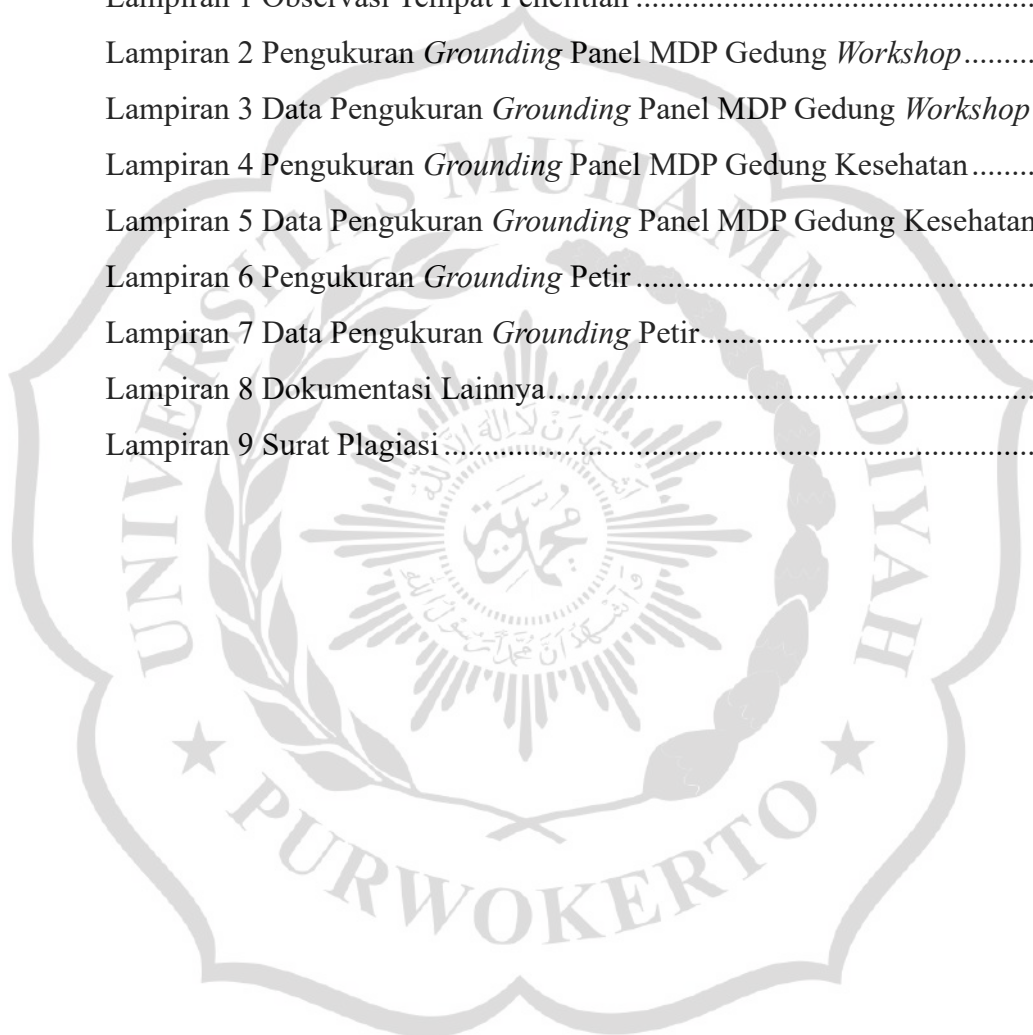 Lampiran 1 Observasi Tempat Penelitian ....................................................
Lampiran 2 Pengukuran Grounding Panel MDP Gedung Workshop .........
Lampiran 3 Data Pengukuran Grounding Panel MDP Gedung Workshop
Lampiran 4 Pengukuran Grounding Panel MDP Gedung Kesehatan ........
Lampiran 5 Data Pengukuran Grounding Panel MDP Gedung Kesehatan
Lampiran 6 Pengukuran Grounding Petir ....................................................
Lampiran 7 Data Pengukuran Grounding Petir............................................
Lampiran 8 Dokumentasi Lainnya................................................................
Lampiran 9 Surat Plagiasi .............................................................................
UNIVERSITAS MUHAMMADIYAH
PURWOKERTO